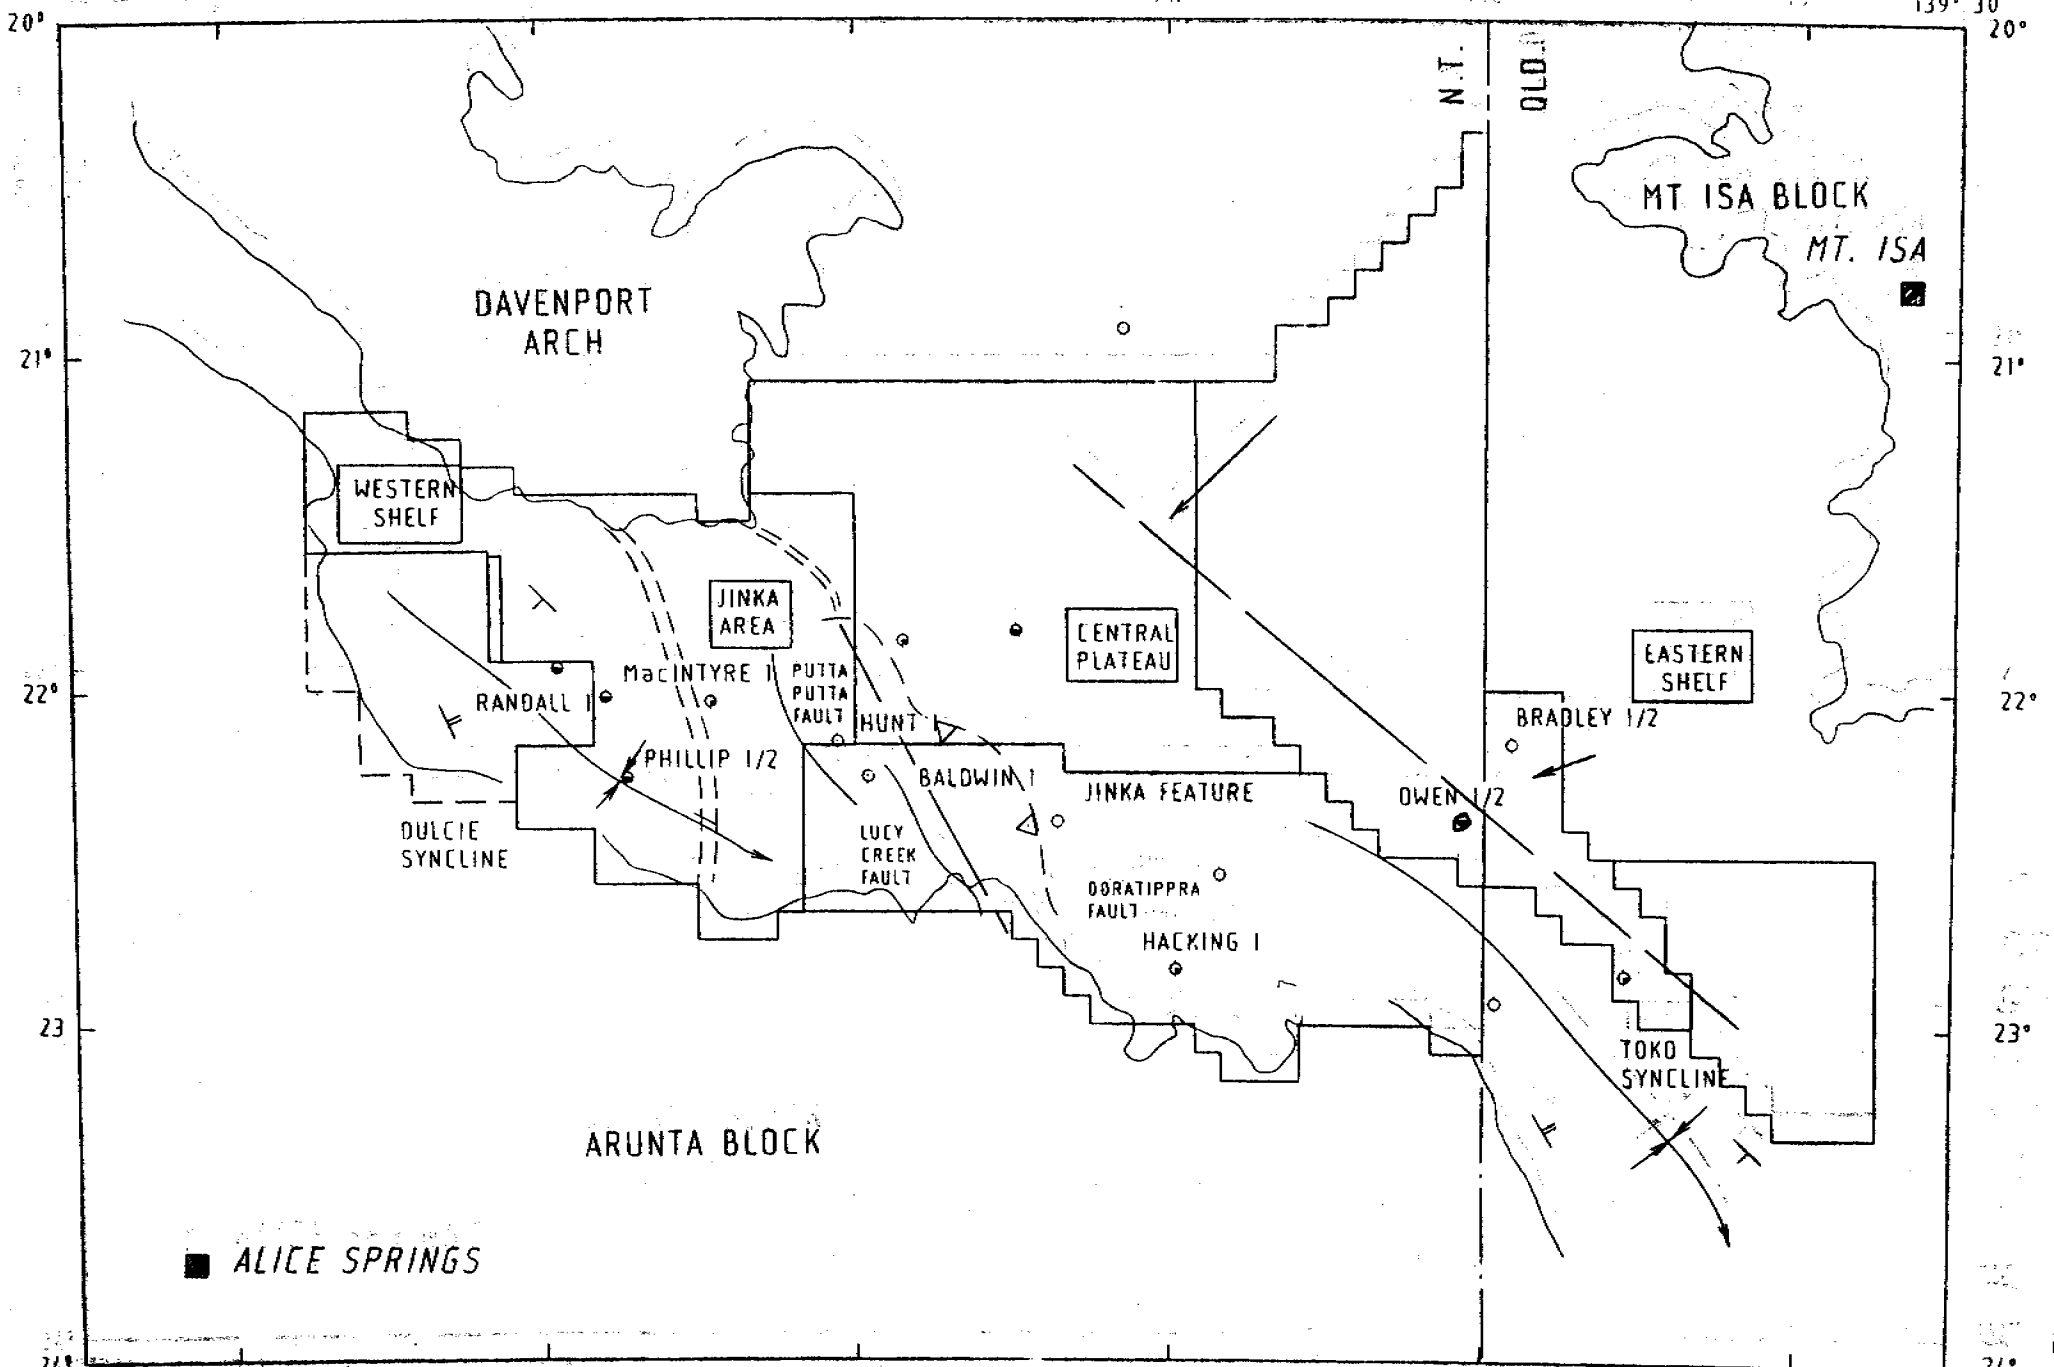 139° 30
20°
20°
N.T.
QLD
MT ISA BLOCK
MT. ISA
DAVENPORT
ARCH
21°
21°
WESTERN
SHELF
JINKA
AREA
CENTRAL
PLATEAU
EASTERN
SHELF
MacINTYRE 1
PUTTA
PUTTA
FAULT
22°
22°
RANDALL 1
HUNT 1
BRADLEY 1/2
PHILLIP 1/2
BALDWIN 1
JINKA FEATURE
OWEN 1/2
DULCIE
SYNCLINE
LUCY
CREEK
FAULT
OORATIPPRA
FAULT
HACKING 1
23
23°
TOKO
SYNCLINE
ARUNTA BLOCK
ALICE SPRINGS
24°
24°